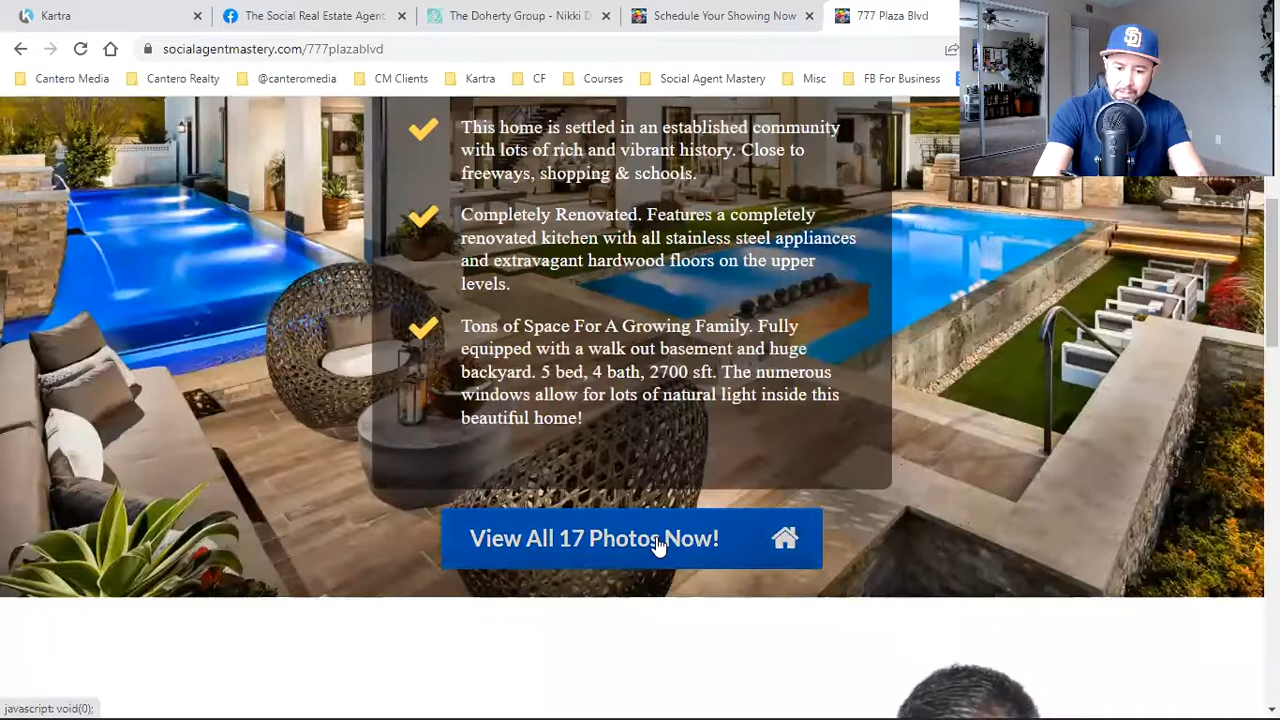 Kartra
The Social Real Estate Agent
The Doherty Group - Nikki D
Schedule Your Showing Now
777 Plaza Blvd
socialagentmastery.com/777plazablvd
Cantero Media
Cantero Realty
@canteromedia
CM Clien
Kartra
CF
Courses
Social Agent Mastery
Misc
FB For Business
This home is settled in an established community
with lots of rich and vibrant history. Close to
freeways, shopping & schools.
Completely Renovated. Features a completely
renovated kitchen with all stainless steel appliances
and extravagant hardwood floors on the upper
levels.
Tons of Space For A Growing Family. Fully
equipped with a walk out basement and huge
backyard. 5 bed, 4 bath, 2700 sft. The numerous
windows allow for lots of natural light inside this
beautiful home!
View All 17 Photos Now!
javascript: void(0);
SD